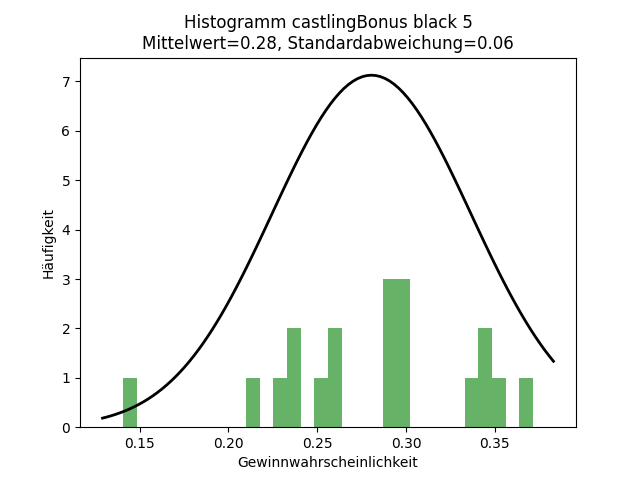 Histogramm castlingBonus black 5
Mittelwert=0.28, Standardabweichung=0.06
7
6
5
4
3
2
1
0
Häufigkeit
0.15 0.20 0.25 0.30 0.35
Gewinnwahrscheinlichkeit